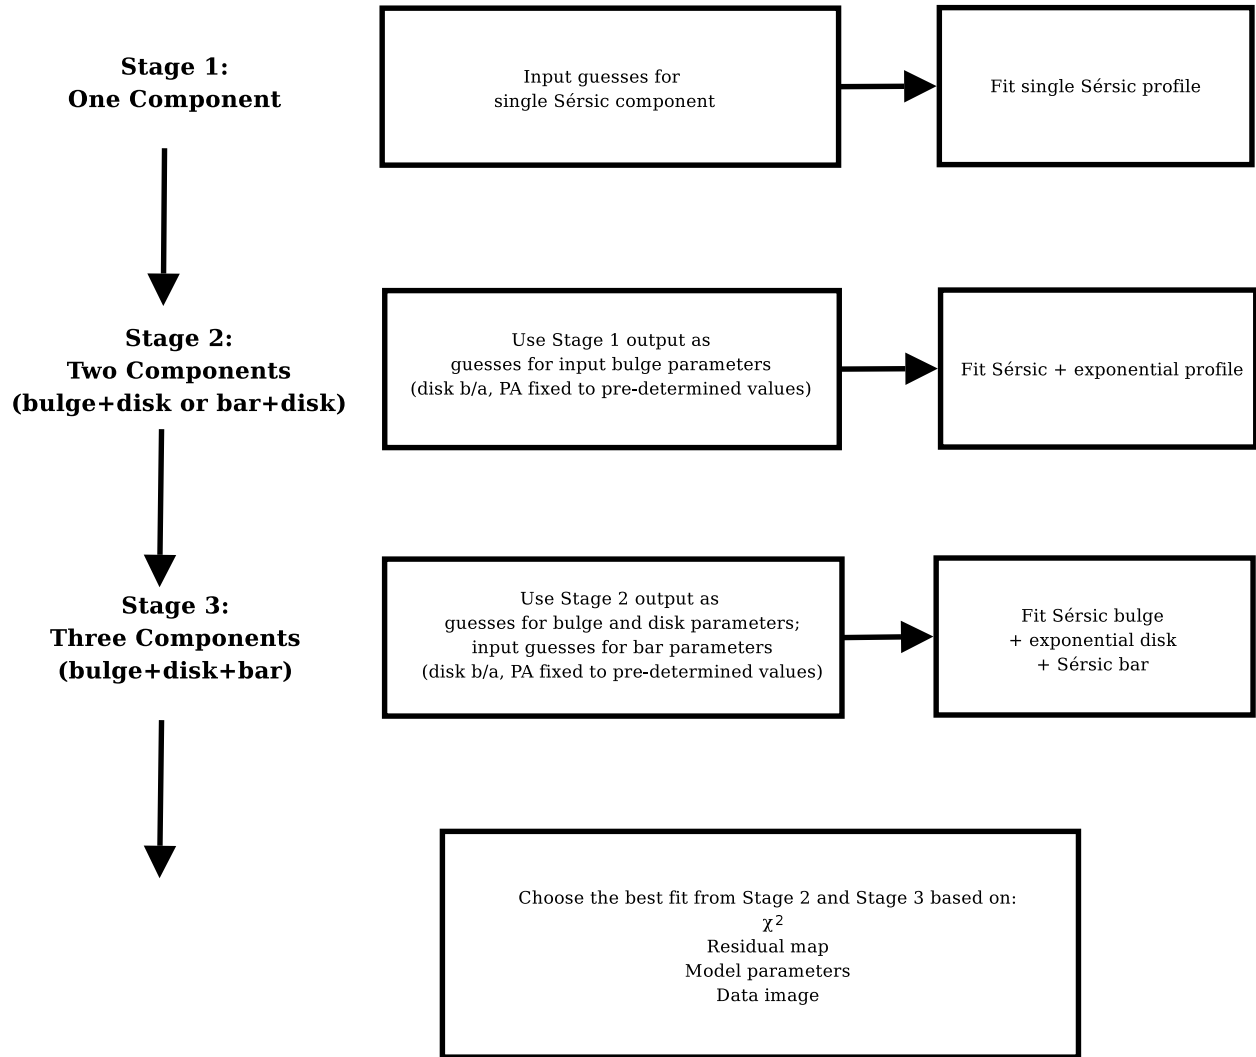 Stage 1:
One Component
Input guesses for
single Sérsic component
Fit single Sérsic profile
Stage 2:
Two Components
(bulge+disk or bar+disk)
Use Stage 1 output as
guesses for input bulge parameters
(disk b/a, PA fixed to pre-determined values)
Fit Sérsic + exponential profile
Stage 3:
Three Components
(bulge+disk+bar)
Use Stage 2 output as
guesses for bulge and disk parameters;
input guesses for bar parameters
(disk b/a, PA fixed to pre-determined values)
Fit Sérsic bulge
+ exponential disk
+ Sérsic bar
Choose the best fit from Stage 2 and Stage 3 based on:
χ²
Residual map
Model parameters
Data image